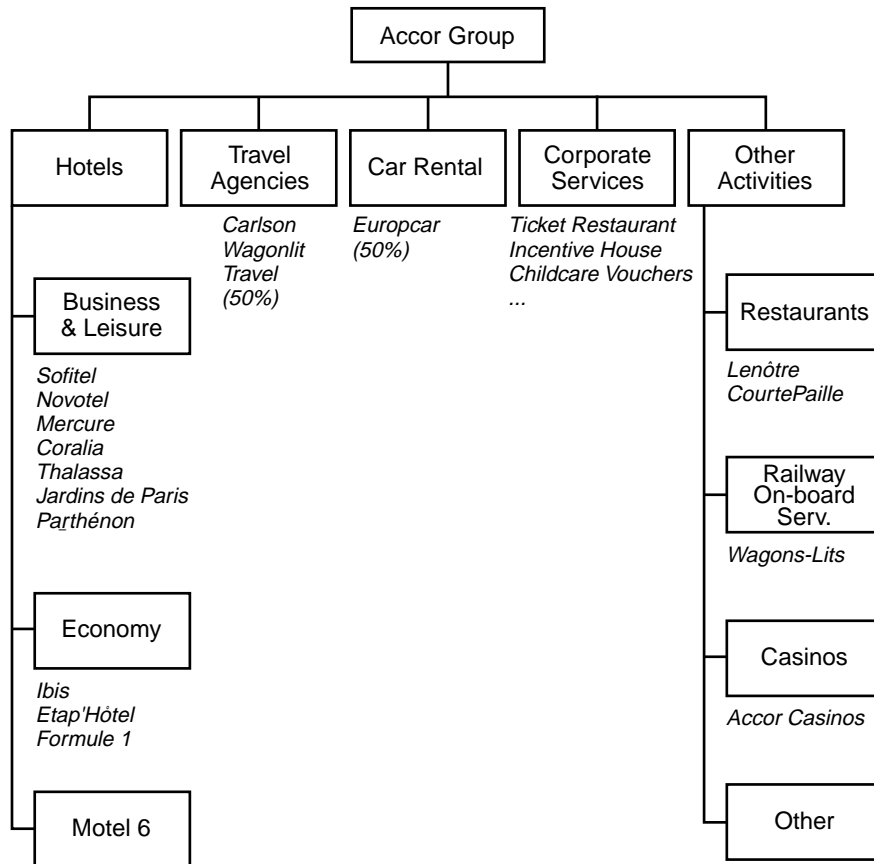 Accor Group
Hotels
Travel
Agencies
Car Rental
Corporate
Services
Other
Activities
Carlson
Wagonlit
Travel
(50%)
Europcar
(50%)
Ticket Restaurant
Incentive House
Childcare Vouchers
...
Business
& Leisure
Sofitel
Novotel
Mercure
Coralia
Thalassa
Jardins de Paris
Parthénon
Economy
Ibis
Etap'Hôtel
Formule 1
Motel 6
Restaurants
Lenôtre
CourtePaille
Railway
On-board
Serv.
Wagons-Lits
Casinos
Accor Casinos
Other